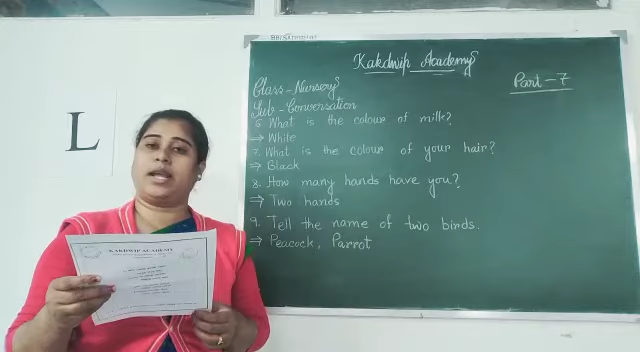 Kakdwip Academy
Part-7
Class-Nursery
Sub-Conversation
6. What is the colour of milk?
⇒ White
7. What is the colour of your hair?
⇒ Black
8. How many hands have you?
⇒ Two hands
9. Tell the name of two birds.
⇒ Peacock, Parrot
L
KAKDWIP ACADEMY